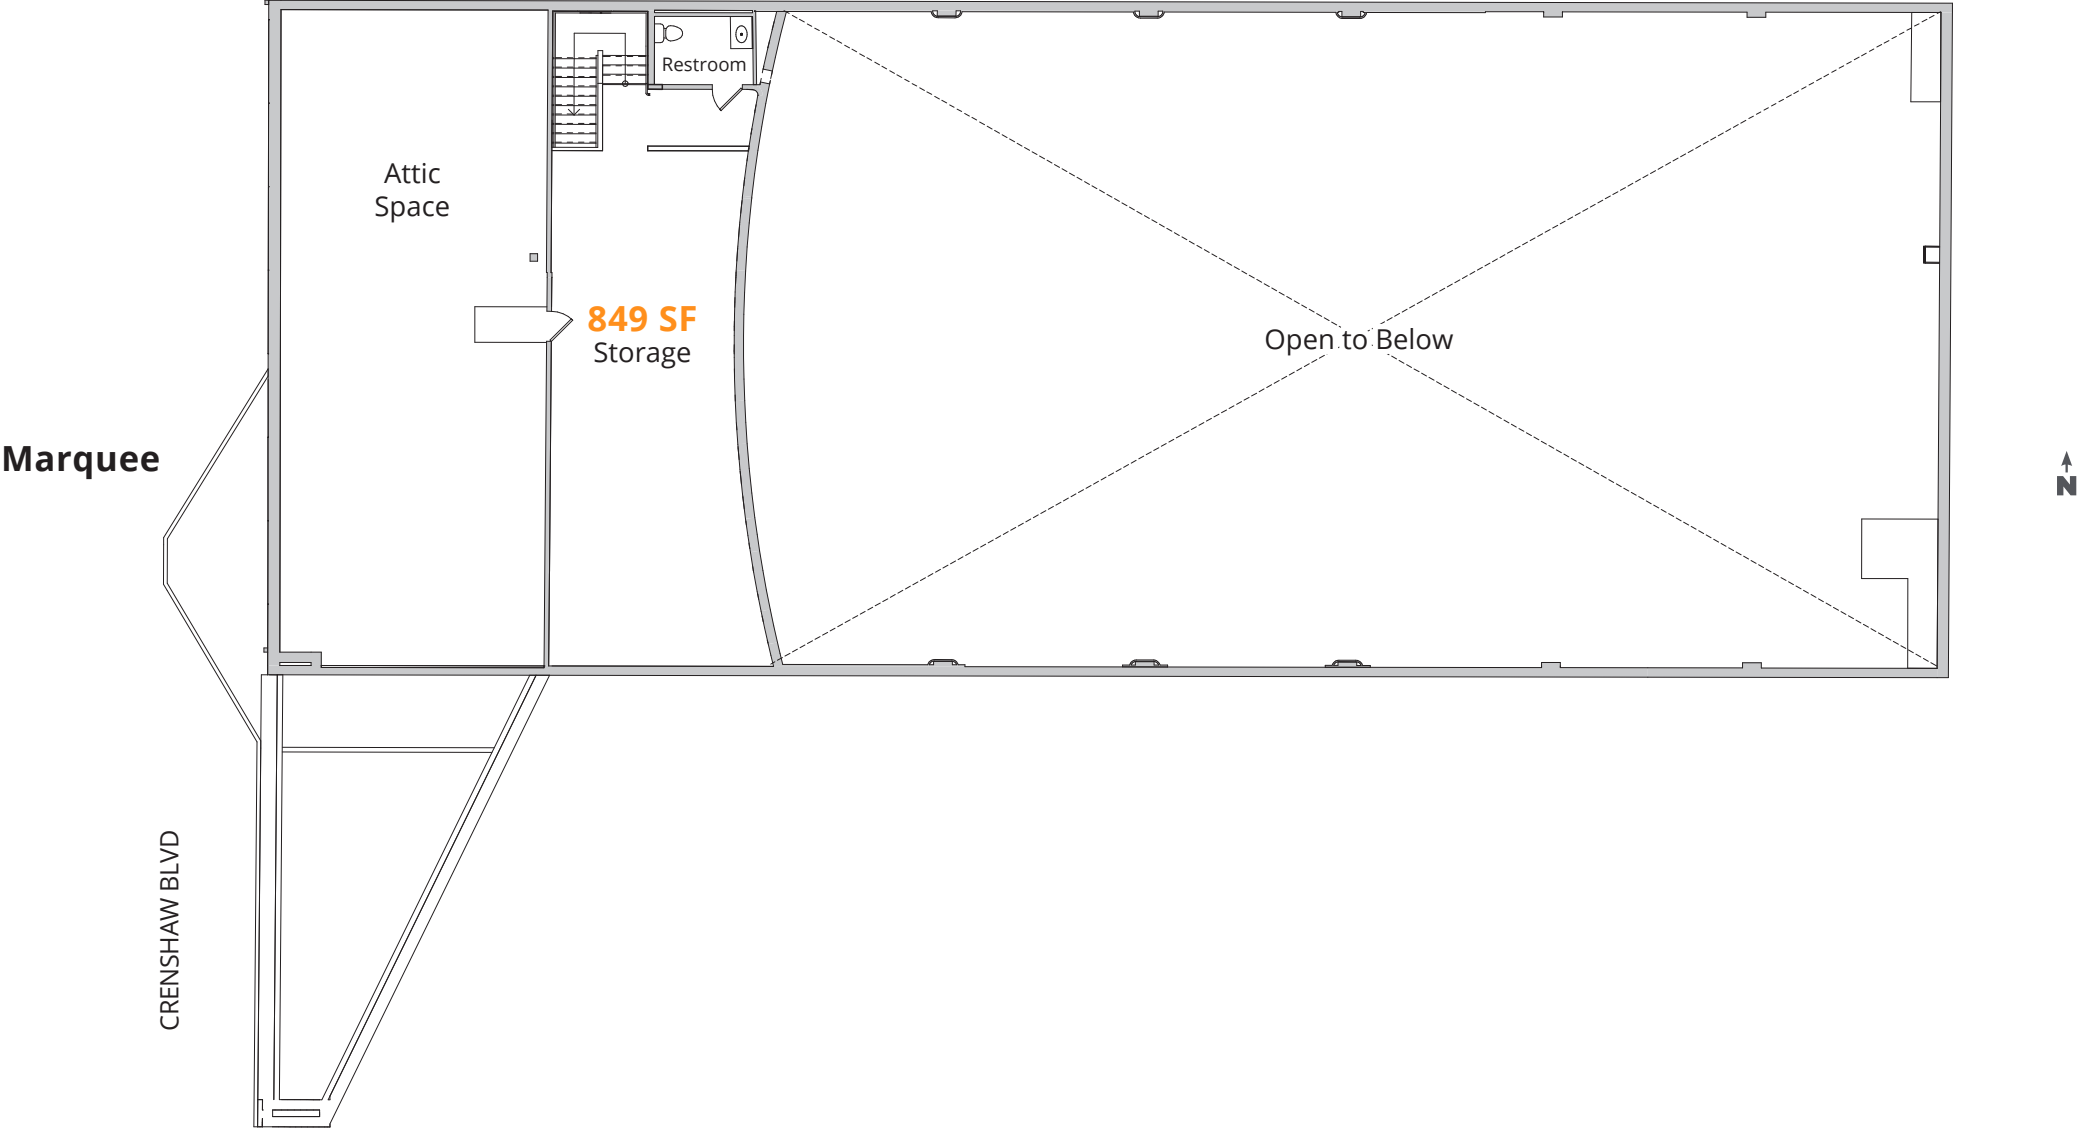 Restroom
Attic
Space
849 SF
Storage
Open to Below
Marquee
N
CRENSHAW BLVD